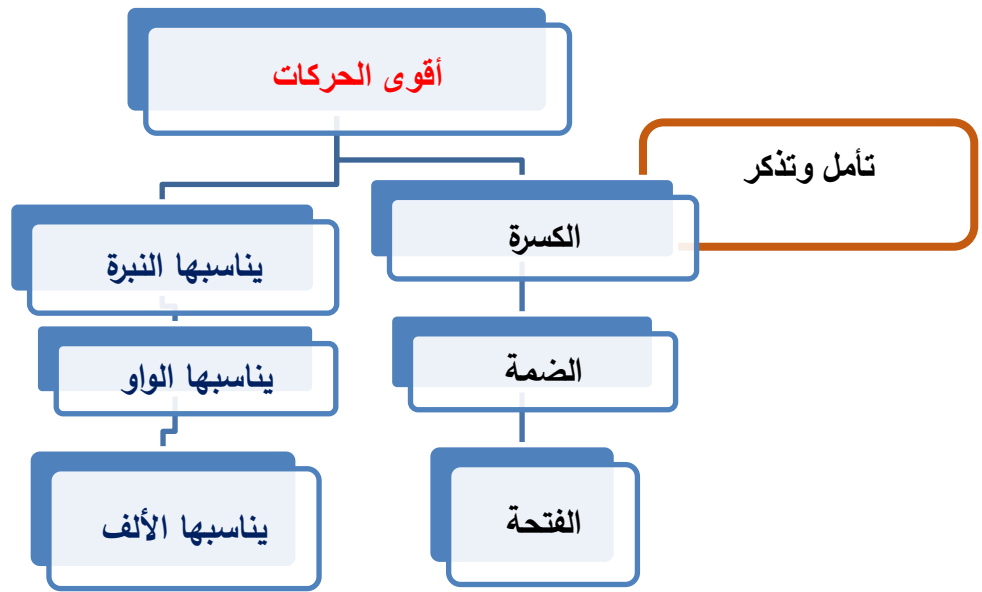 أقوى الحركات
تأمل وتذكر
الكسرة
يناسبها النبرة
الضمة
يناسبها الواو
الفتحة
يناسبها الألف